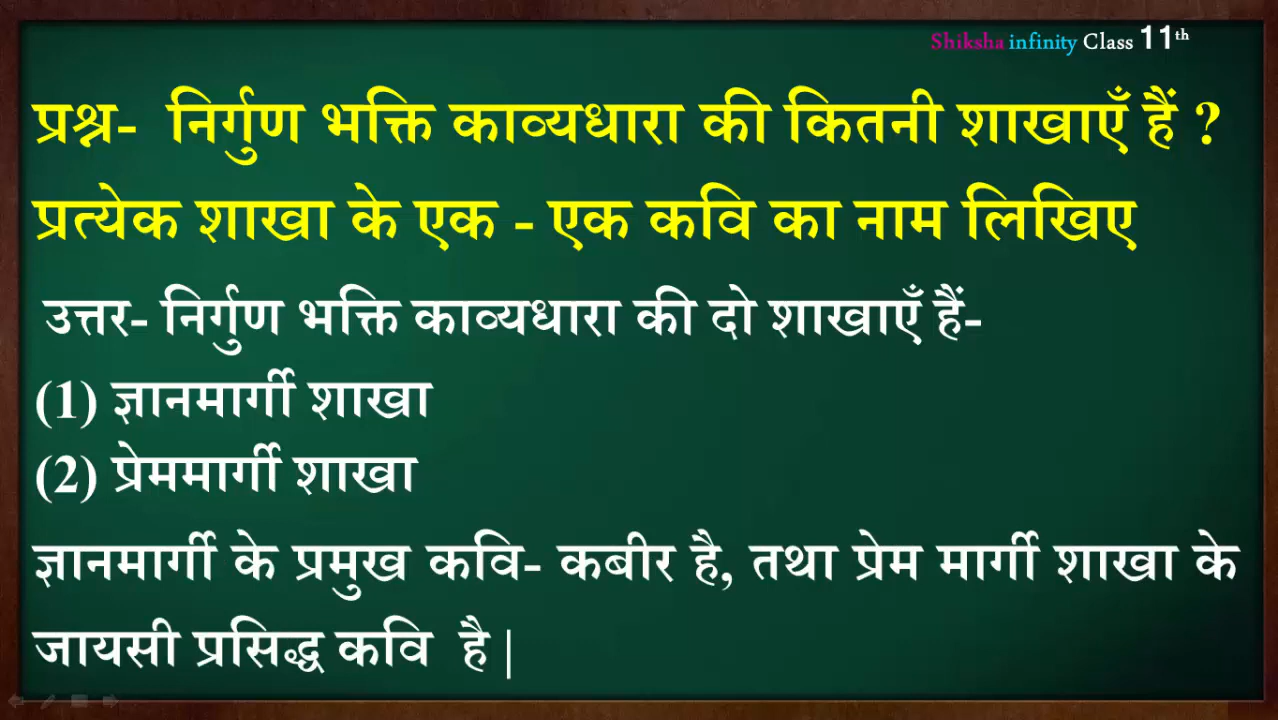 Shiksha infinity Class 11th
प्रश्न- निर्गुण भक्ति काव्यधारा की कितनी शाखाएँ हैं ?
प्रत्येक शाखा के एक - एक कवि का नाम लिखिए
उत्तर- निर्गुण भक्ति काव्यधारा की दो शाखाएँ हैं-
(1) ज्ञानमार्गी शाखा
(2) प्रेममार्गी शाखा
ज्ञानमार्गी के प्रमुख कवि- कबीर है, तथा प्रेम मार्गी शाखा के
जायसी प्रसिद्ध कवि है |